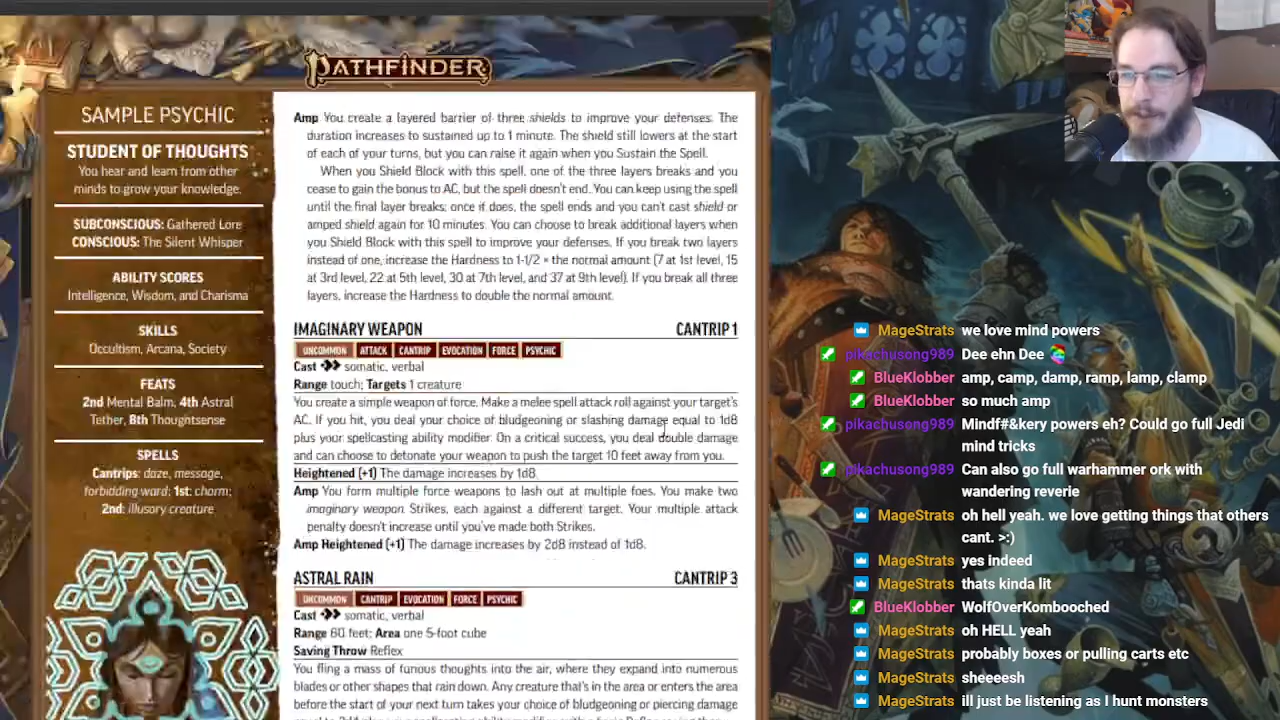 PATHFINDER
SAMPLE PSYCHIC
STUDENT OF THOUGHTS
You hear and learn from other
minds to grow your knowledge.
SUBCONSCIOUS: Gathered Lore
CONSCIOUS: The Silent Whisper
ABILITY SCORES
Intelligence, Wisdom, and Charisma
SKILLS
Occultism, Arcana, Society
FEATS
2nd Mental Balm, 4th Astral
Tether, 8th Thoughtsense
SPELLS
Cantrips: daze, message,
forbidding ward; 1st: charm;
2nd: illusory creature
Amp You create a layered barrier of three shields to improve your defenses. The
duration increases to sustained up to 1 minute. The shield still lowers at the start
of each of your turns, but you can raise it again when you Sustain the Spell.
When you Shield Block with this spell, one of the three layers breaks and you
cease to gain the bonus to AC, but the spell doesn't end. You can keep using the spell
until the final layer breaks; once it does, the spell ends and you can't cast shield or
amped shield again for 10 minutes. You can choose to break additional layers when
you Shield Block with this spell to improve your defenses. If you break two layers
instead of one, increase the Hardness to 1-1/2 × the normal amount (7 at 1st level, 15
at 3rd level, 22 at 5th level, 30 at 7th level, and 37 at 9th level). If you break all three
layers, increase the Hardness to double the normal amount.
IMAGINARY WEAPON CANTRIP 1
UNCOMMON ATTACK CANTRIP EVOCATION FORCE PSYCHIC
Cast somatic, verbal
Range touch; Targets 1 creature
You create a simple weapon of force. Make a melee spell attack roll against your target's
AC. If you hit, you deal your choice of bludgeoning or slashing damage equal to 1d8
plus your spellcasting ability modifier. On a critical success, you deal double damage
and can choose to detonate your weapon to push the target 10 feet away from you.
Heightened (+1) The damage increases by 1d8.
Amp You form multiple force weapons to lash out at multiple foes. You make two
imaginary weapon Strikes, each against a different target. Your multiple attack
penalty doesn't increase until you've made both Strikes.
Amp Heightened (+1) The damage increases by 2d8 instead of 1d8.
ASTRAL RAIN CANTRIP 3
UNCOMMON CANTRIP EVOCATION FORCE PSYCHIC
Cast somatic, verbal
Range 60 feet; Area one 5-foot cube
Saving Throw Reflex
You fling a mass of furious thoughts into the air, where they expand into numerous
blades or other shapes that rain down. Any creature that's in the area or enters the area
before the start of your next turn takes your choice of bludgeoning or piercing damage
MageStrats we love mind powers
pikachusong989 Dee ehn Dee
BlueKlobber amp, camp, damp, ramp, lamp, clamp
BlueKlobber so much amp
pikachusong989 Mindf#&kery powers eh? Could go full Jedi
mind tricks
pikachusong989 Can also go full warhammer ork with
wandering reverie
MageStrats oh hell yeah. we love getting things that others
cant. >:)
MageStrats yes indeed
MageStrats thats kinda lit
BlueKlobber WolfOverKombooched
MageStrats oh HELL yeah
MageStrats probably boxes or pulling carts etc
MageStrats sheeeesh
MageStrats ill just be listening as I hunt monsters